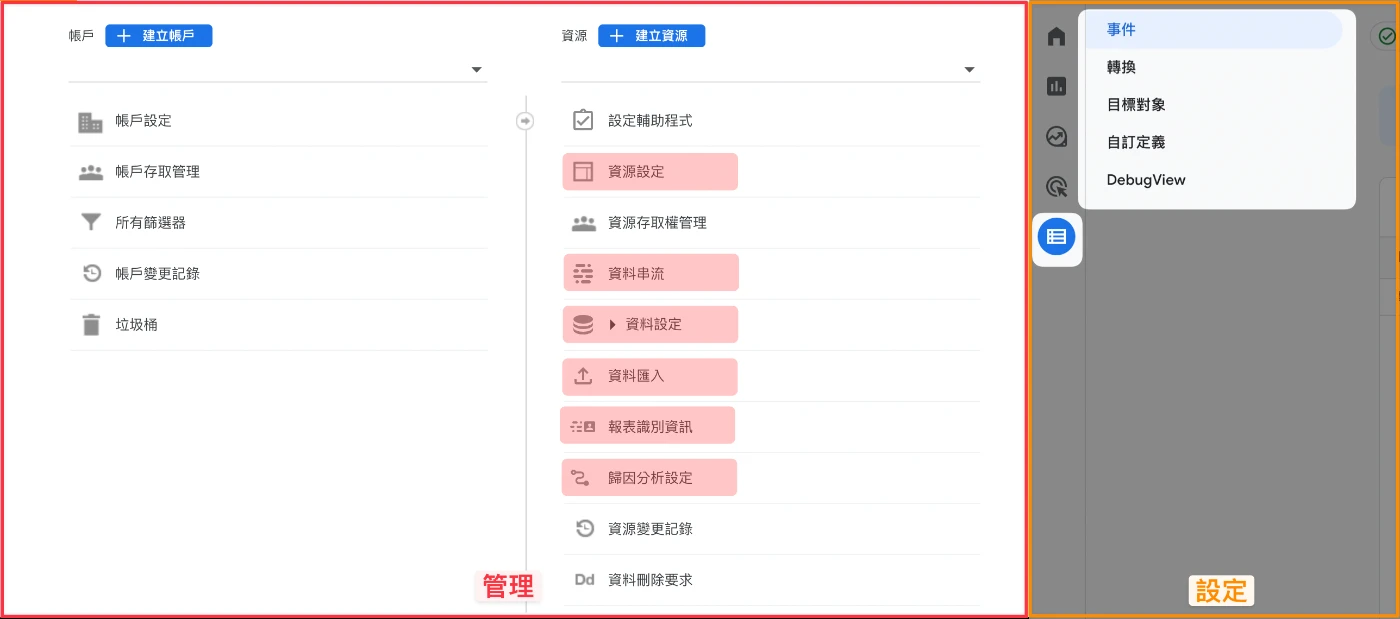 帳戶
建立帳戶
帳戶設定
帳戶存取管理
所有篩選器
帳戶變更記錄
垃圾桶
資源
建立資源
設定輔助程式
資源設定
資源存取權管理
資料串流
資料設定
資料匯入
報表識別資訊
歸因分析設定
資源變更記錄
Dd 資料刪除要求
管理
事件
轉換
目標對象
自訂定義
DebugView
設定